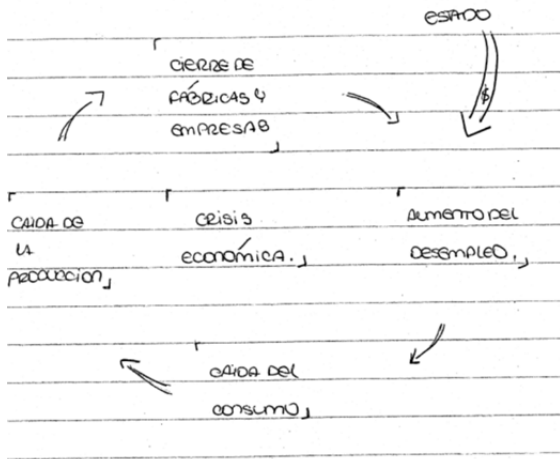 ESTADO
CIERRE DE
FÁBRICAS Y
EMPRESAS
$
CAIDA DE
LA
PRODUCCION
CRISIS
ECONÓMICA.
AUMENTO DEL
DESEMPLEO.
CAIDA DEL
CONSUMO